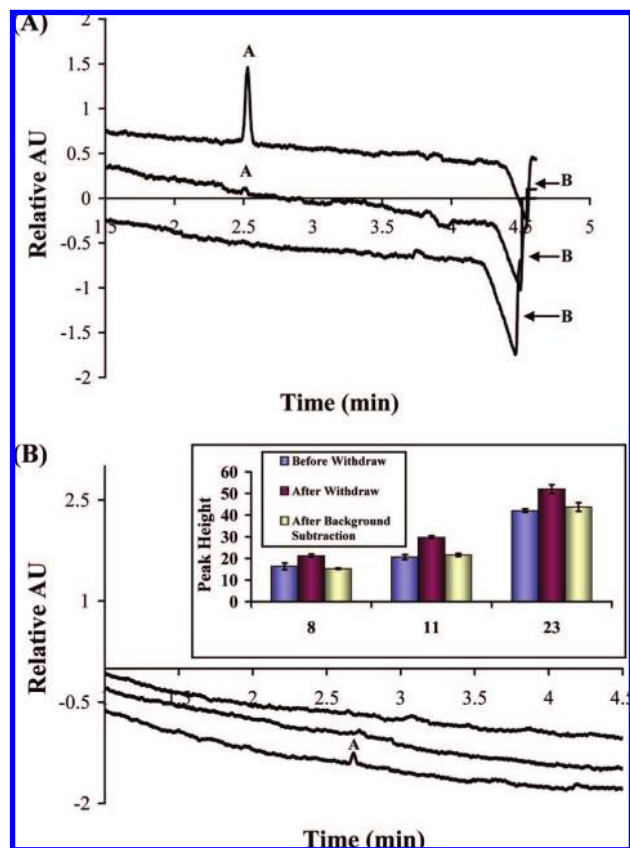 (A)
2
1.5
1
0.5
0
-0.5
-1
-1.5
-2
Relative AU
A
A
1.5 2 2.5 3 3.5 4 4.5 5
B
B
B
Time (min)
(B)
2.5
1
-0.5
-2
Relative AU
60
50
40
30
20
10
0
Peak Height
Before Withdraw
After Withdraw
After Background
Subtraction
8 11 23
1.5 2 2.5 3 3.5 4 4.5
A
Time (min)